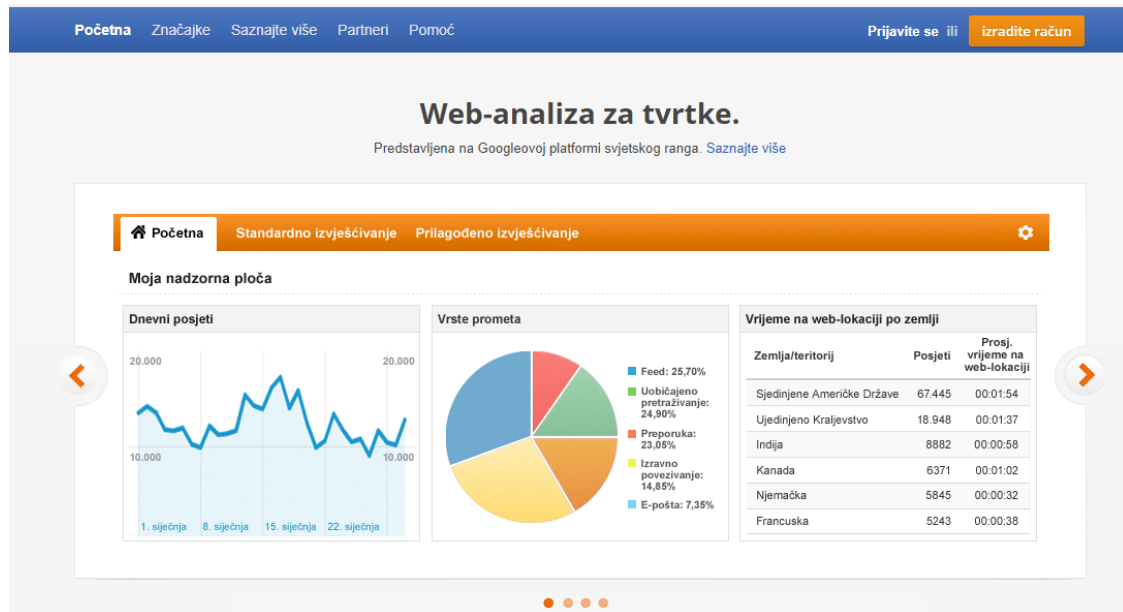 Početna Značajke Saznajte više Partneri Pomoć Prijavite se ili izradite račun
Web-analiza za tvrtke.
Predstavljena na Googleovoj platformi svjetskog ranga. Saznajte više
Početna Standardno izvješćivanje Prilagođeno izvješćivanje
Moja nadzorna ploča
Dnevni posjeti
20.000 20.000
10.000 10.000
1. siječnja 8. siječnja 15. siječnja 22. siječnja
Vrste prometa
Feed: 25,70%
Uobičajeno
pretraživanje:
24,90%
Preporuka:
23,05%
Izravno
povezivanje:
14,85%
E-pošta: 7,35%
Vrijeme na web-lokaciji po zemlji
Zemlja/teritorij Posjeti Prosj.
vrijeme na
web-lokaciji
Sjedinjene Američke Države 67.445 00:01:54
Ujedinjeno Kraljevstvo 18.948 00:01:37
Indija 8882 00:00:58
Kanada 6371 00:01:02
Njemačka 5845 00:00:32
Francuska 5243 00:00:38